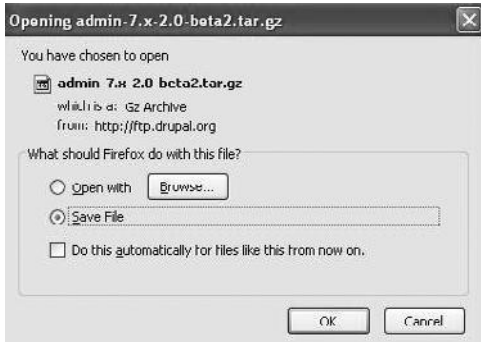 Opening admin-7.x-2.0-beta2.tar.gz
You have chosen to open
admin 7.x 2.0 beta2.tar.gz
which is a: Gz Archive
from: http://ftp.drupal.org
What should Firefox do with this file?
Open with Browse...
Save File
Do this automatically for files like this from now on.
OK Cancel